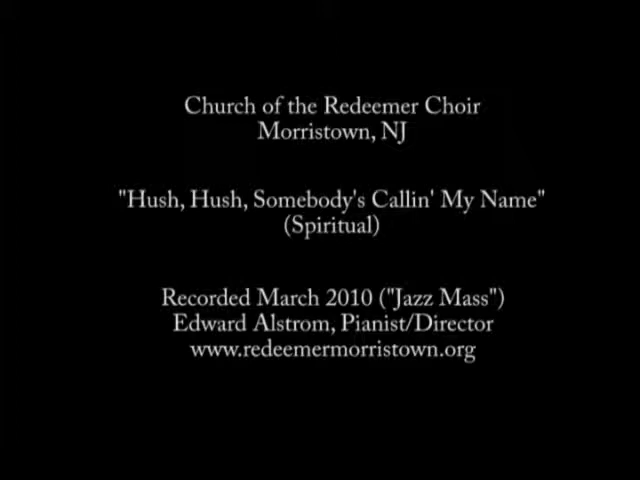 Church of the Redeemer Choir
Morristown, NJ
"Hush, Hush, Somebody's Callin' My Name"
(Spiritual)
Recorded March 2010 ("Jazz Mass")
Edward Alstrom, Pianist/Director
www.redeemermorristown.org